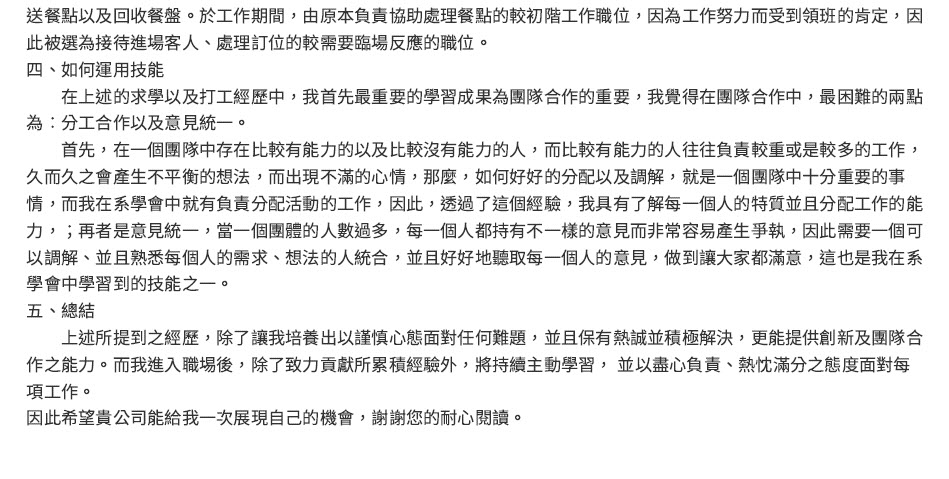 送餐點以及回收餐盤。於工作期間，由原本負責協助處理餐點的較初階工作職位，因為工作努力而受到領班的肯定，因
此被選為接待進場客人、處理訂位的較需要臨場反應的職位。
四、如何運用技能
在上述的求學以及打工經歷中，我首先最重要的學習成果為團隊合作的重要，我覺得在團隊合作中，最困難的兩點
為：分工合作以及意見統一。
首先，在一個團隊中存在比較有能力的以及比較沒有能力的人，而比較有能力的人往往負責較重或是較多的工作，
久而久之會產生不平衡的想法，而出現不滿的心情，那麼，如何好好的分配以及調解，就是一個團隊中十分重要的事
情，而我在系學會中就有負責分配活動的工作，因此，透過了這個經驗，我具有了解每一個人的特質並且分配工作的能
力，；再者是意見統一，當一個團體的人數過多，每一個人都持有不一樣的意見而非常容易產生爭執，因此需要一個可
以調解、並且熟悉每個人的需求、想法的人統合，並且好好地聽取每一個人的意見，做到讓大家都滿意，這也是我在系
學會中學習到的技能之一。
五、總結
上述所提到之經歷，除了讓我培養出以謹慎心態面對任何難題，並且保有熱誠並積極解決，更能提供創新及團隊合
作之能力。而我進入職場後，除了致力貢獻所累積經驗外，將持續主動學習， 並以盡心負責、熱忱滿分之態度面對每
項工作。
因此希望貴公司能給我一次展現自己的機會，謝謝您的耐心閱讀。